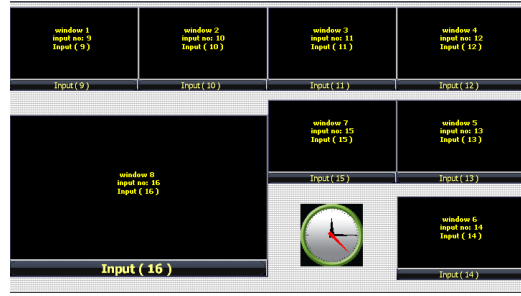 window 1
input no: 9
Input ( 9 )
window 2
input no: 10
Input ( 10 )
window 3
input no: 11
Input ( 11 )
window 4
input no: 12
Input ( 12 )
Input ( 9 )
Input ( 10 )
Input ( 11 )
Input ( 12 )
window 7
input no: 15
Input ( 15 )
window 5
input no: 13
Input ( 13 )
window 8
input no: 16
Input ( 16 )
Input ( 15 )
Input ( 13 )
window 6
input no: 14
Input ( 14 )
Input ( 16 )
Input ( 14 )